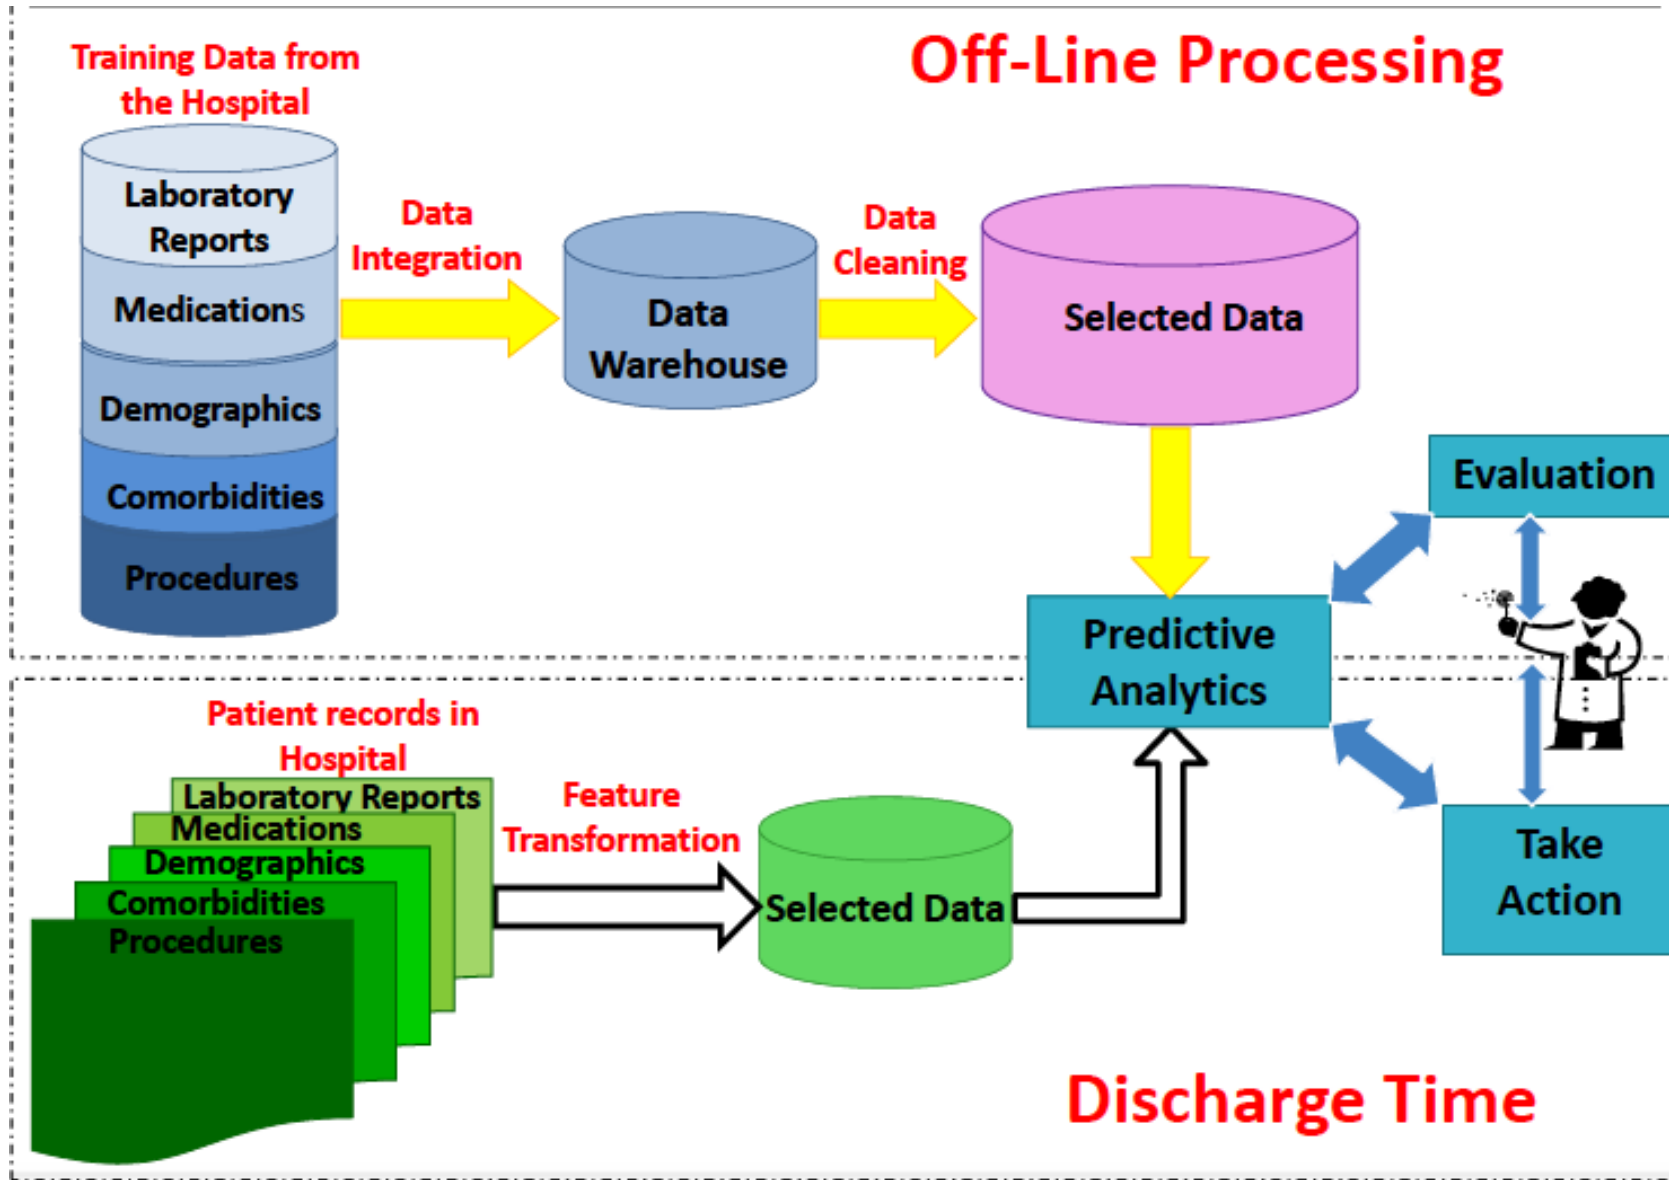 Off-Line Processing
Training Data from
the Hospital
Laboratory
Reports
Medications
Demographics
Comorbidities
Procedures
Data
Integration
Data
Warehouse
Data
Cleaning
Selected Data
Evaluation
Predictive
Analytics
Take
Action
Patient records in
Hospital
Laboratory Reports
Medications
Demographics
Comorbidities
Procedures
Feature
Transformation
Selected Data
Discharge Time